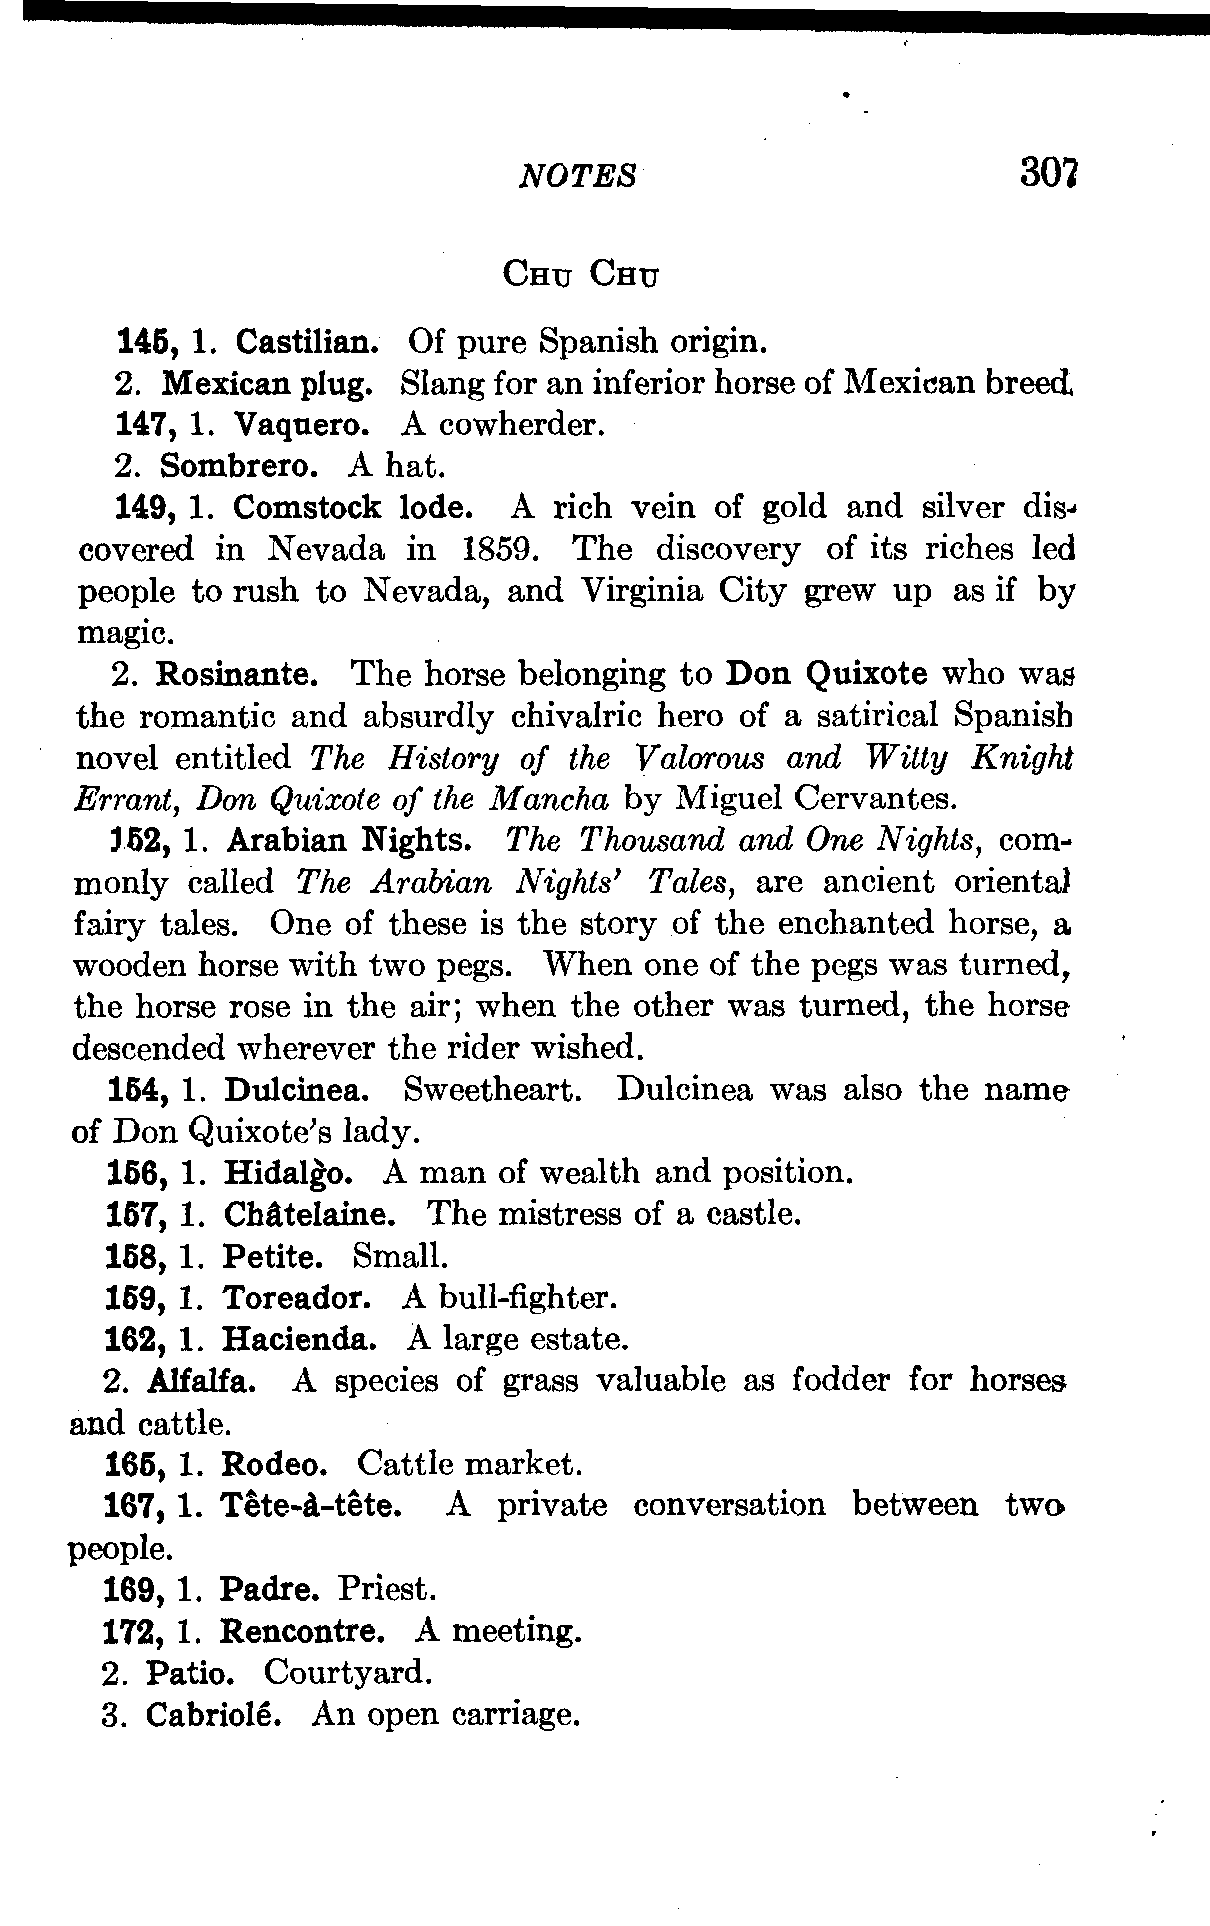 NOTES 307
CHU CHU
145, 1. Castilian. Of pure Spanish origin.
2. Mexican plug. Slang for an inferior horse of Mexican breed.
147, 1. Vaquero. A cowherder.
2. Sombrero. A hat.
149, 1. Comstock lode. A rich vein of gold and silver dis-
covered in Nevada in 1859. The discovery of its riches led
people to rush to Nevada, and Virginia City grew up as if by
magic.
2. Rosinante. The horse belonging to Don Quixote who was
the romantic and absurdly chivalric hero of a satirical Spanish
novel entitled The History of the Valorous and Witty Knight
Errant, Don Quixote of the Mancha by Miguel Cervantes.
152, 1. Arabian Nights. The Thousand and One Nights, com-
monly called The Arabian Nights' Tales, are ancient oriental
fairy tales. One of these is the story of the enchanted horse, a
wooden horse with two pegs. When one of the pegs was turned,
the horse rose in the air; when the other was turned, the horse
descended wherever the rider wished.
154, 1. Dulcinea. Sweetheart. Dulcinea was also the name
of Don Quixote's lady.
156, 1. Hidalgo. A man of wealth and position.
157, 1. Châtelaine. The mistress of a castle.
158, 1. Petite. Small.
159, 1. Toreador. A bull-fighter.
162, 1. Hacienda. A large estate.
2. Alfalfa. A species of grass valuable as fodder for horses
and cattle.
165, 1. Rodeo. Cattle market.
167, 1. Tête-à-tête. A private conversation between two
people.
169, 1. Padre. Priest.
172, 1. Rencontre. A meeting.
2. Patio. Courtyard.
3. Cabriolé. An open carriage.